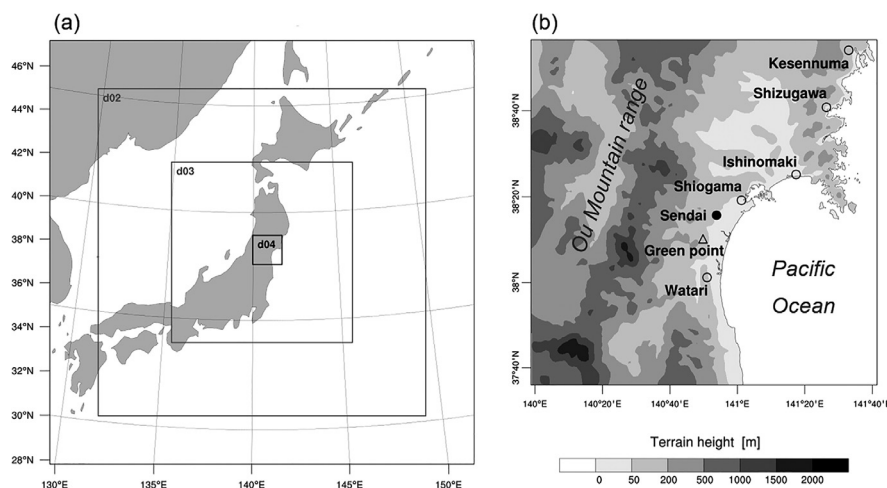 (a)
46°N
44°N
42°N
40°N
38°N
36°N
34°N
32°N
30°N
28°N
130°E
135°E
140°E
145°E
150°E
d02
d03
d04
(b)
38°40'N
38°20'N
38°N
37°40'N
140°E
140°20'E
140°40'E
141°E
141°20'E
141°40'E
Ou Mountain range
Kesennuma
Shizugawa
Ishinomaki
Shiogama
Sendai
Green point
Watari
Pacific
Ocean
Terrain height [m]
0 50 200 500 1000 1500 2000